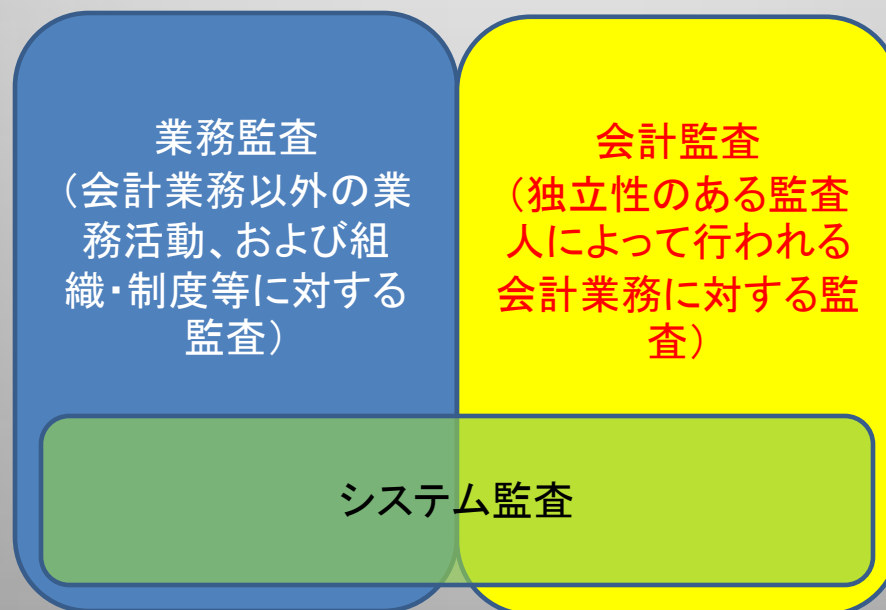 業務監査
（会計業務以外の業
務活動、および組
織・制度等に対する
監査）
会計監査
（独立性のある監査
人によって行われる
会計業務に対する監
査）
システム監査